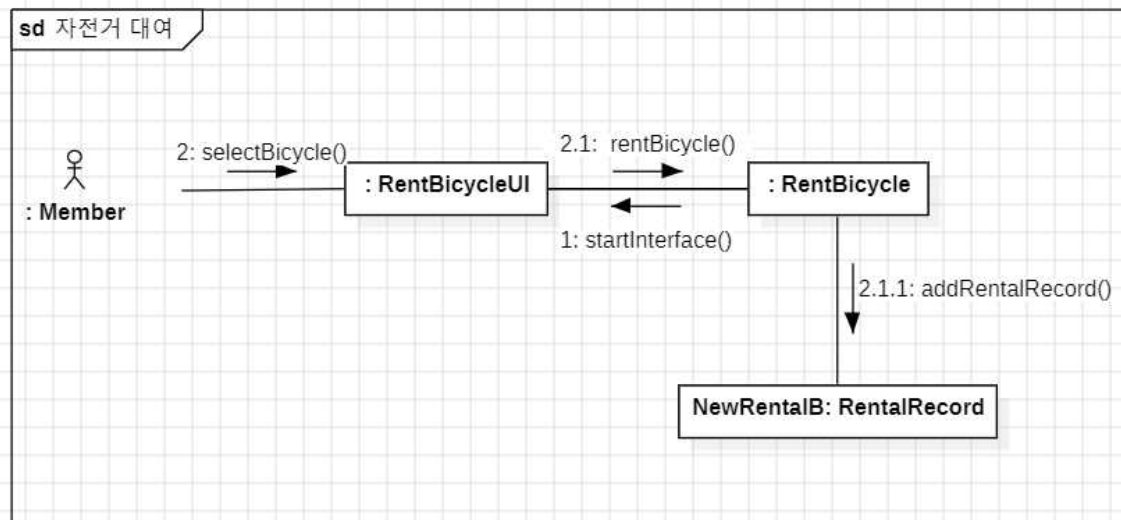 sd 자전거 대여
2: selectBicycle()
2.1: rentBicycle()
: RentBicycleUI
: RentBicycle
: Member
1: startInterface()
2.1.1: addRentalRecord()
NewRentalB: RentalRecord